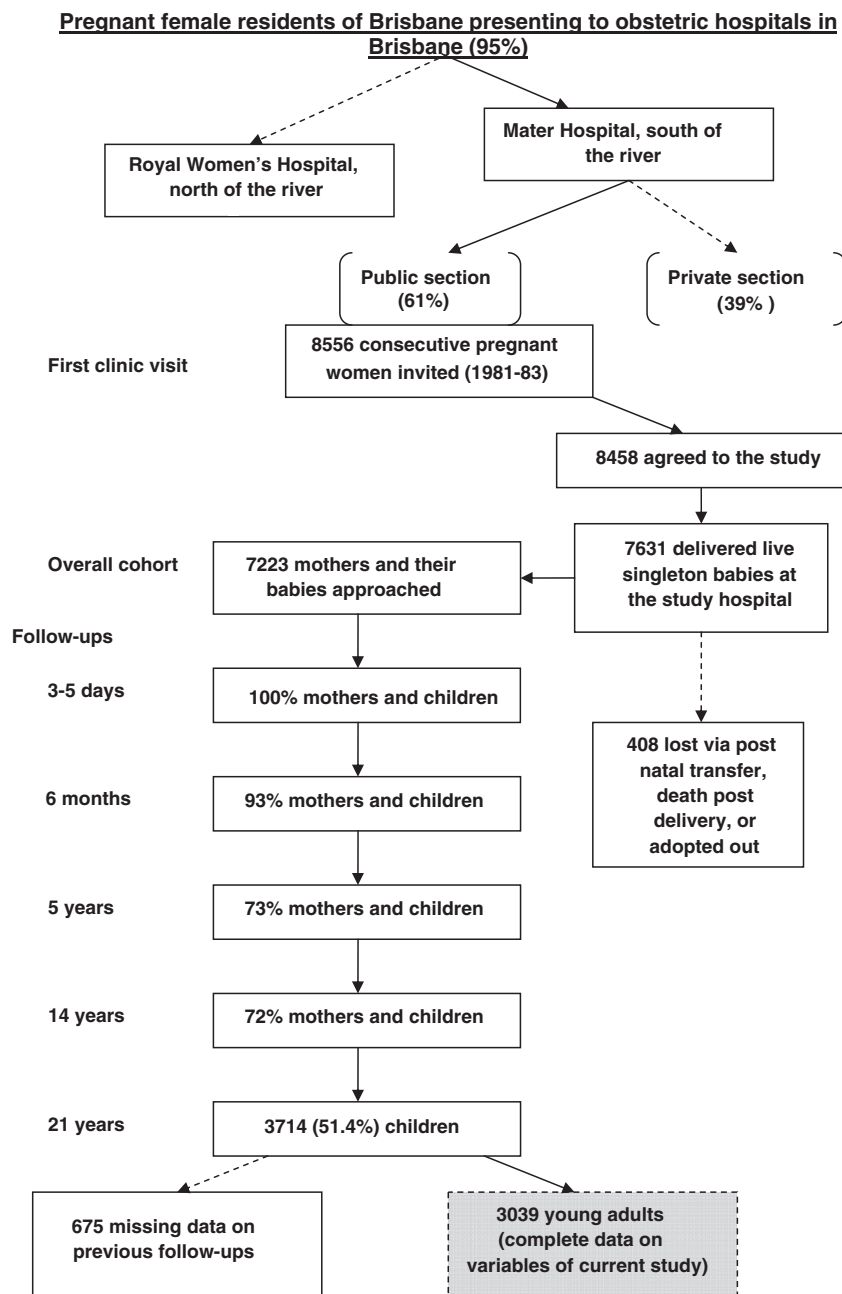 Pregnant female residents of Brisbane presenting to obstetric hospitals in
Brisbane (95%)
Royal Women's Hospital,
north of the river
Mater Hospital, south of
the river
Public section
(61%)
Private section
(39% )
First clinic visit
8556 consecutive pregnant
women invited (1981-83)
8458 agreed to the study
Overall cohort
7223 mothers and their
babies approached
7631 delivered live
singleton babies at
the study hospital
Follow-ups
3-5 days
100% mothers and children
408 lost via post
natal transfer,
death post
delivery, or
adopted out
6 months
93% mothers and children
5 years
73% mothers and children
14 years
72% mothers and children
21 years
3714 (51.4%) children
675 missing data on
previous follow-ups
3039 young adults
(complete data on
variables of current study)